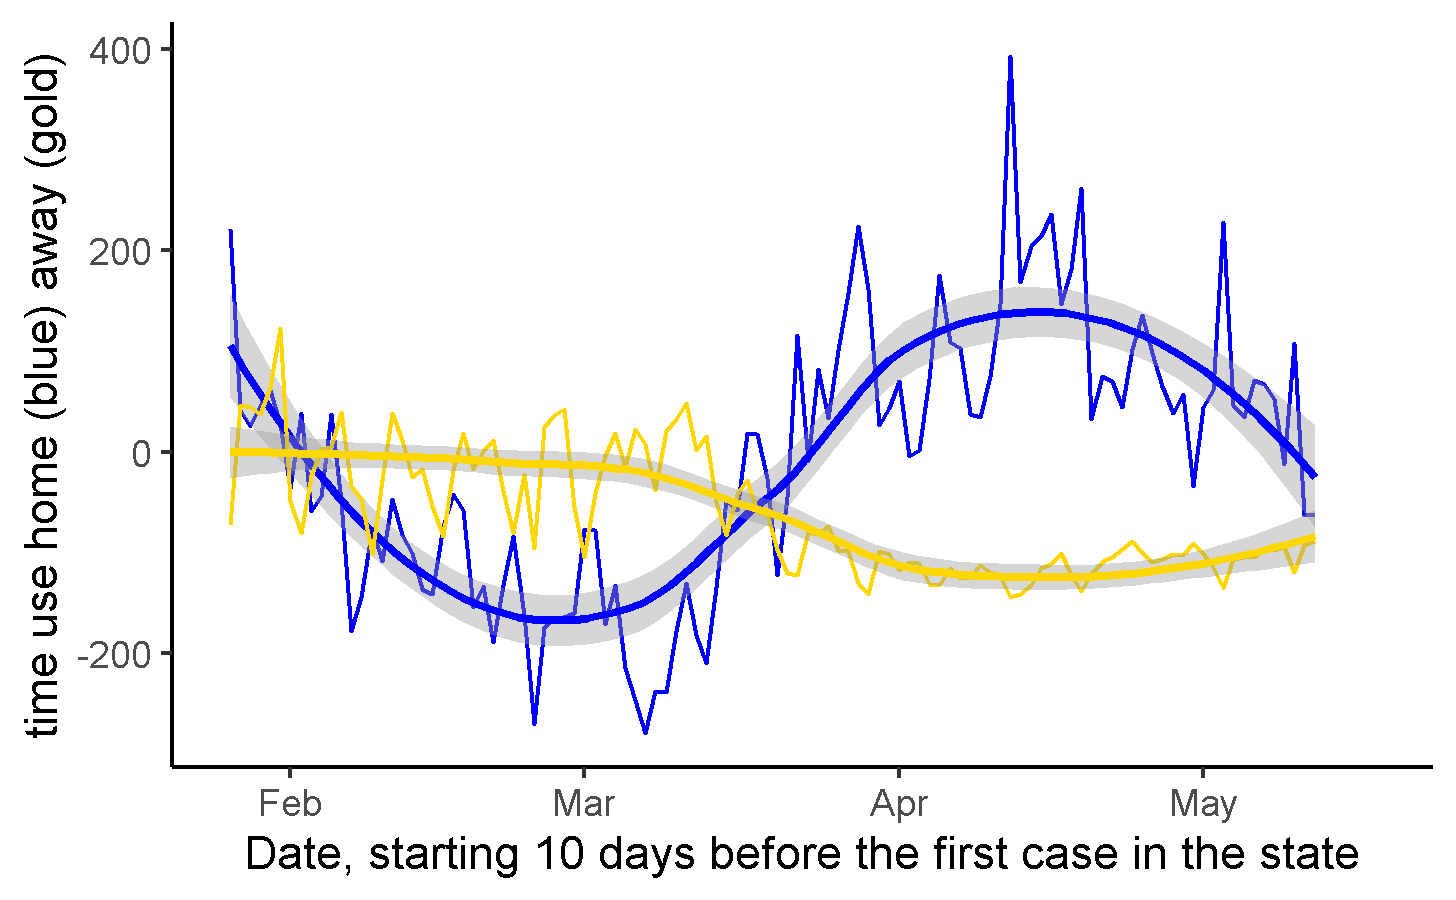 time use home (blue) away (gold)
400
200
0
-200
Feb Mar Apr May
Date, starting 10 days before the first case in the state